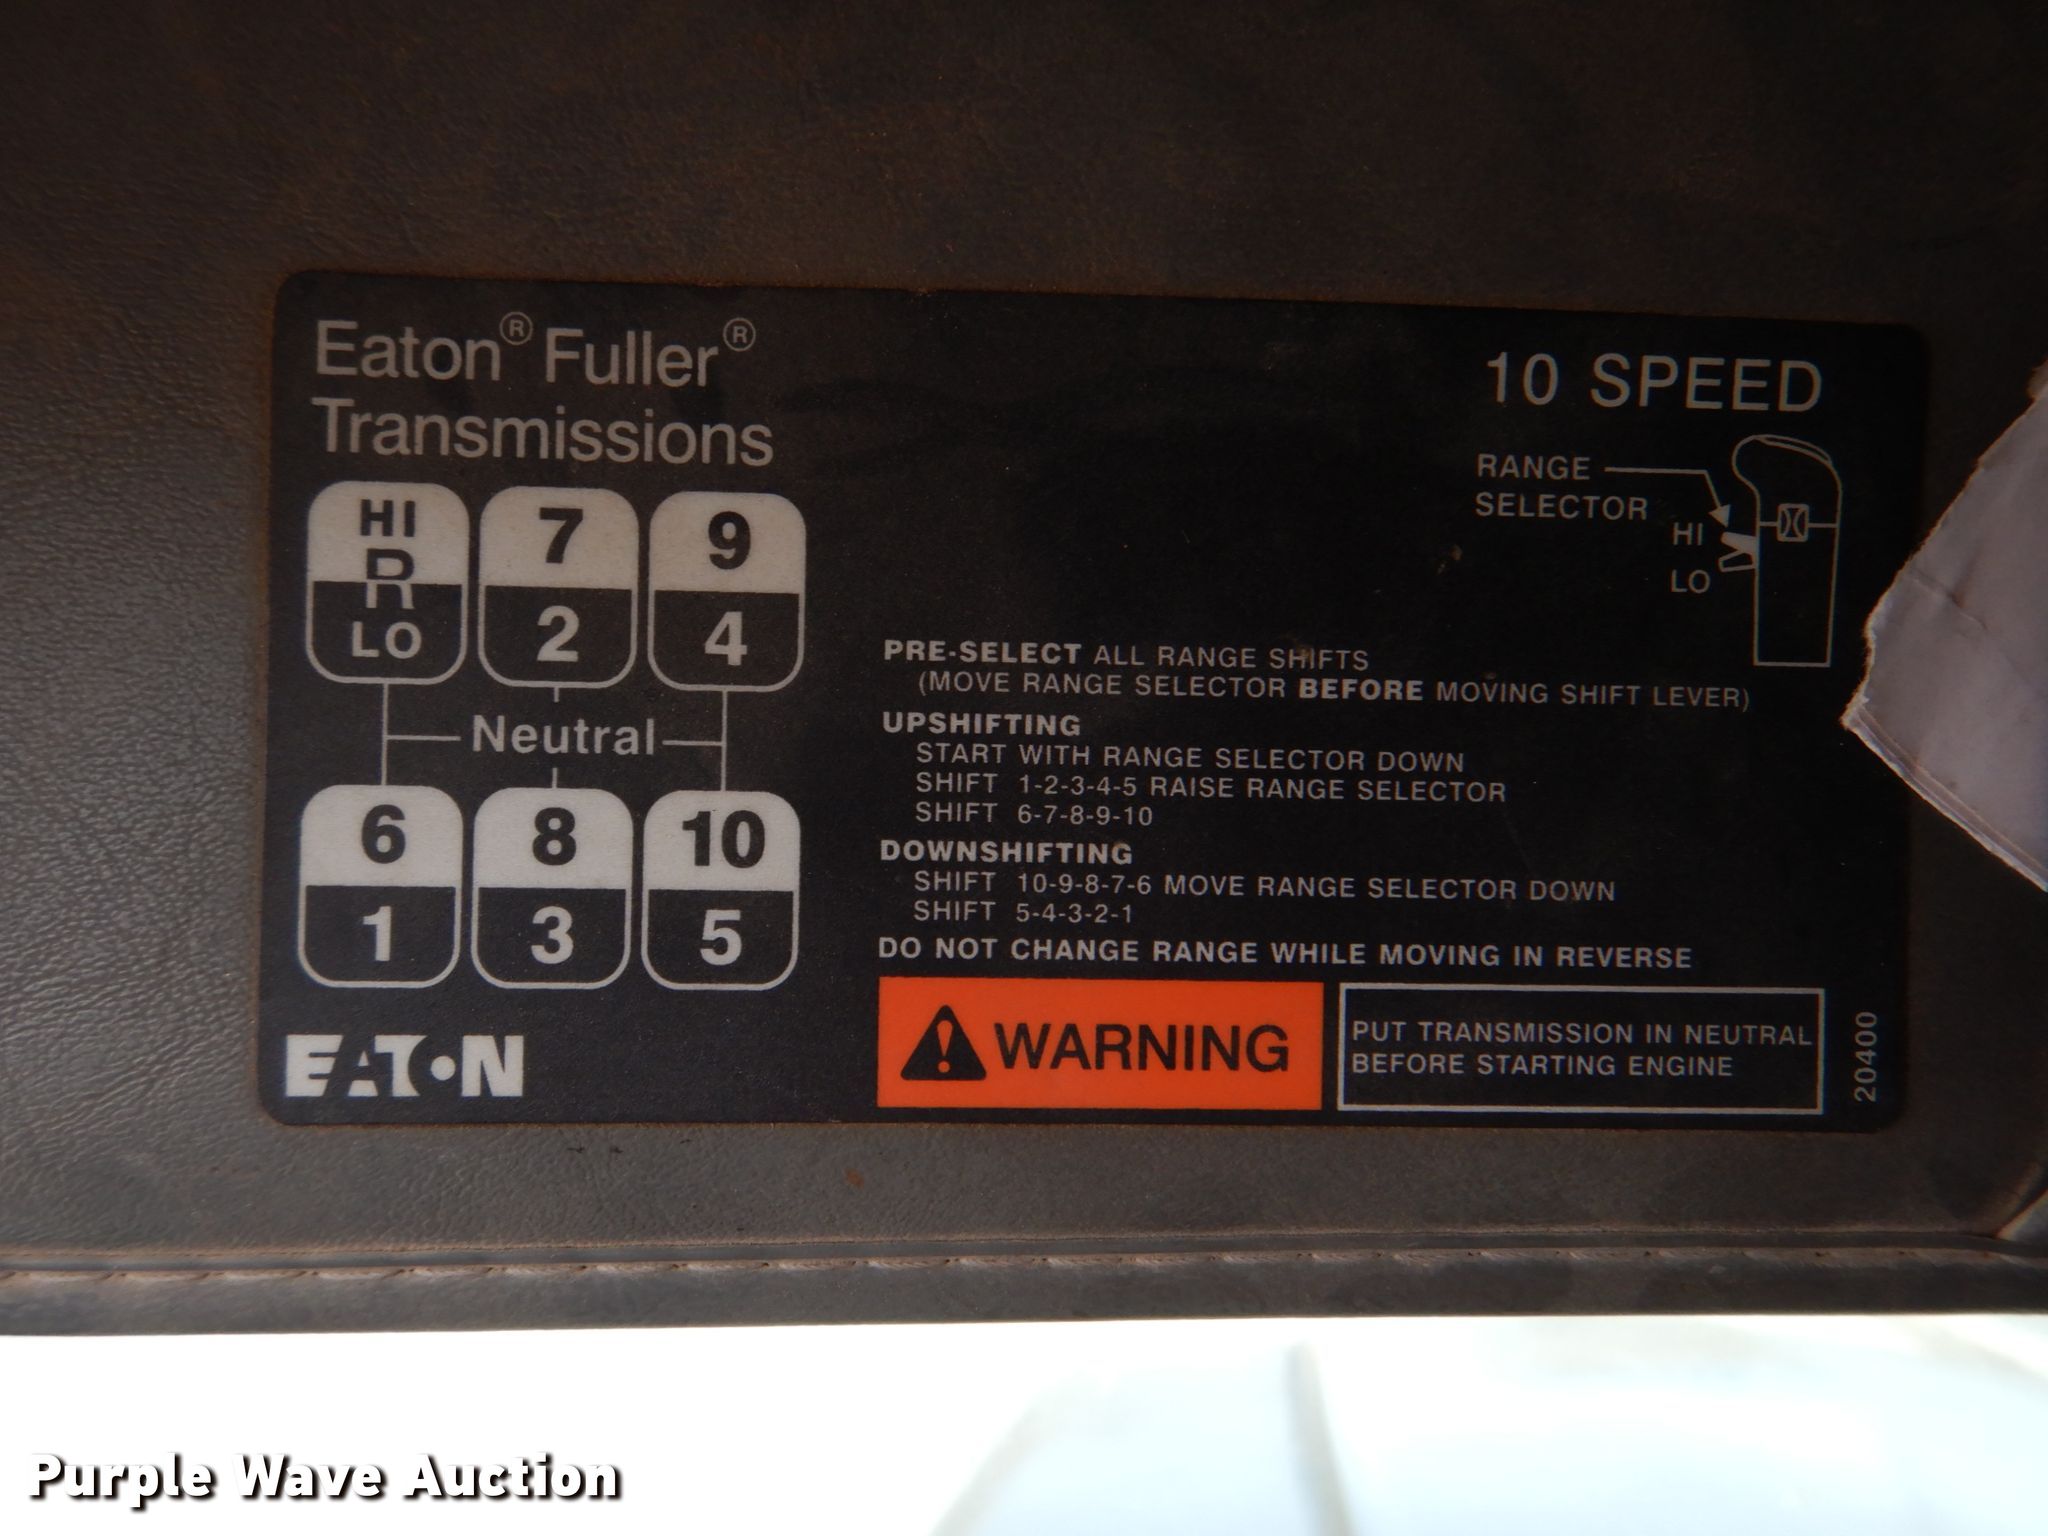 Eaton® Fuller®
Transmissions
10 SPEED
RANGE
SELECTOR
HI
LO
HI
R
LO
7
2
9
4
Neutral
6
1
8
3
10
5
PRE-SELECT ALL RANGE SHIFTS
(MOVE RANGE SELECTOR BEFORE MOVING SHIFT LEVER)
UPSHIFTING
START WITH RANGE SELECTOR DOWN
SHIFT 1-2-3-4-5 RAISE RANGE SELECTOR
SHIFT 6-7-8-9-10
DOWNSHIFTING
SHIFT 10-9-8-7-6 MOVE RANGE SELECTOR DOWN
SHIFT 5-4-3-2-1
DO NOT CHANGE RANGE WHILE MOVING IN REVERSE
EATON
WARNING
PUT TRANSMISSION IN NEUTRAL
BEFORE STARTING ENGINE
20400
Purple Wave Auction